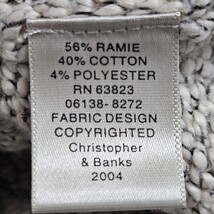 56% RAMIE
40% COTTON
4% POLYESTER
RN 63823
06138-8272
FABRIC DESIGN
COPYRIGHTED
Christopher
& Banks
2004